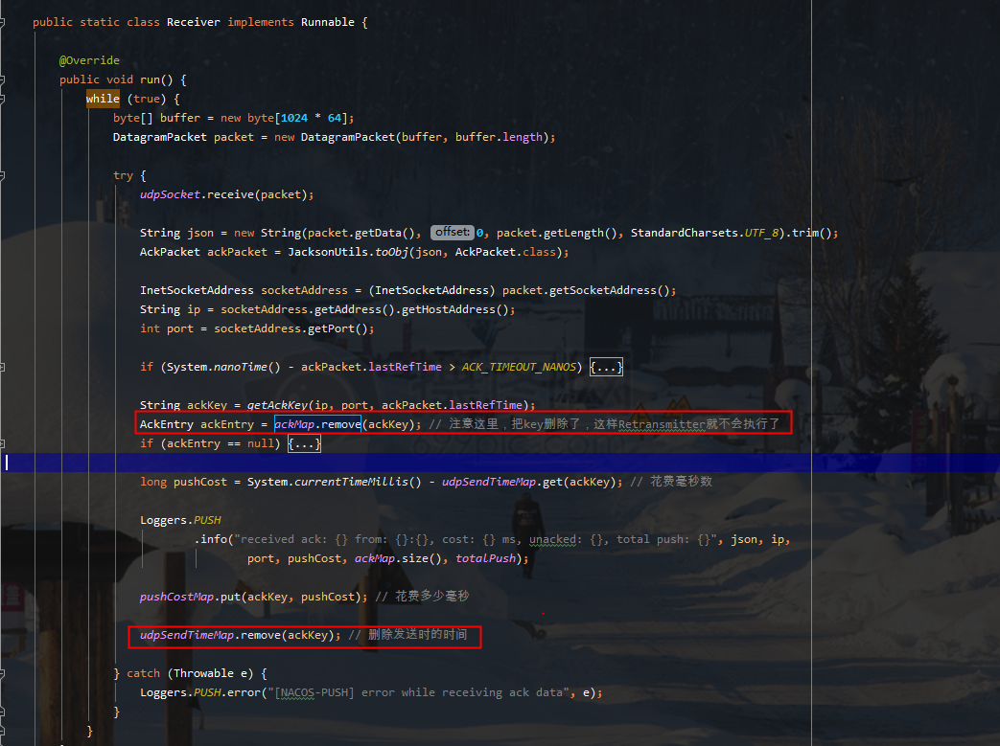 public static class Receiver implements Runnable {
@Override
public void run() {
while (true) {
byte[] buffer = new byte[1024 * 64];
DatagramPacket packet = new DatagramPacket(buffer, buffer.length);
try {
udpSocket.receive(packet);
String json = new String(packet.getData(), offset: 0, packet.getLength(), StandardCharsets.UTF_8).trim();
AckPacket ackPacket = JacksonUtils.toObj(json, AckPacket.class);
InetSocketAddress socketAddress = (InetSocketAddress) packet.getSocketAddress();
String ip = socketAddress.getAddress().getHostAddress();
int port = socketAddress.getPort();
if (System.nanoTime() - ackPacket.lastRefTime > ACK_TIMEOUT_NANOS) {...}
String ackKey = getAckKey(ip, port, ackPacket.lastRefTime);
AckEntry ackEntry = ackMap.remove(ackKey); // 注意这里，把key删除了，这样Retransmitter就不会执行了
if (ackEntry == null) {...}
long pushCost = System.currentTimeMillis() - udpSendTimeMap.get(ackKey); // 花费毫秒数
Loggers.PUSH
.info("received ack: {} from: {}:{}, cost: {} ms, unacked: {}, total push: {}", json, ip,
port, pushCost, ackMap.size(), totalPush);
pushCostMap.put(ackKey, pushCost); // 花费多少毫秒
udpSendTimeMap.remove(ackKey); // 删除发送时的时间
} catch (Throwable e) {
Loggers.PUSH.error("[NACOS-PUSH] error while receiving ack data", e);
}
}